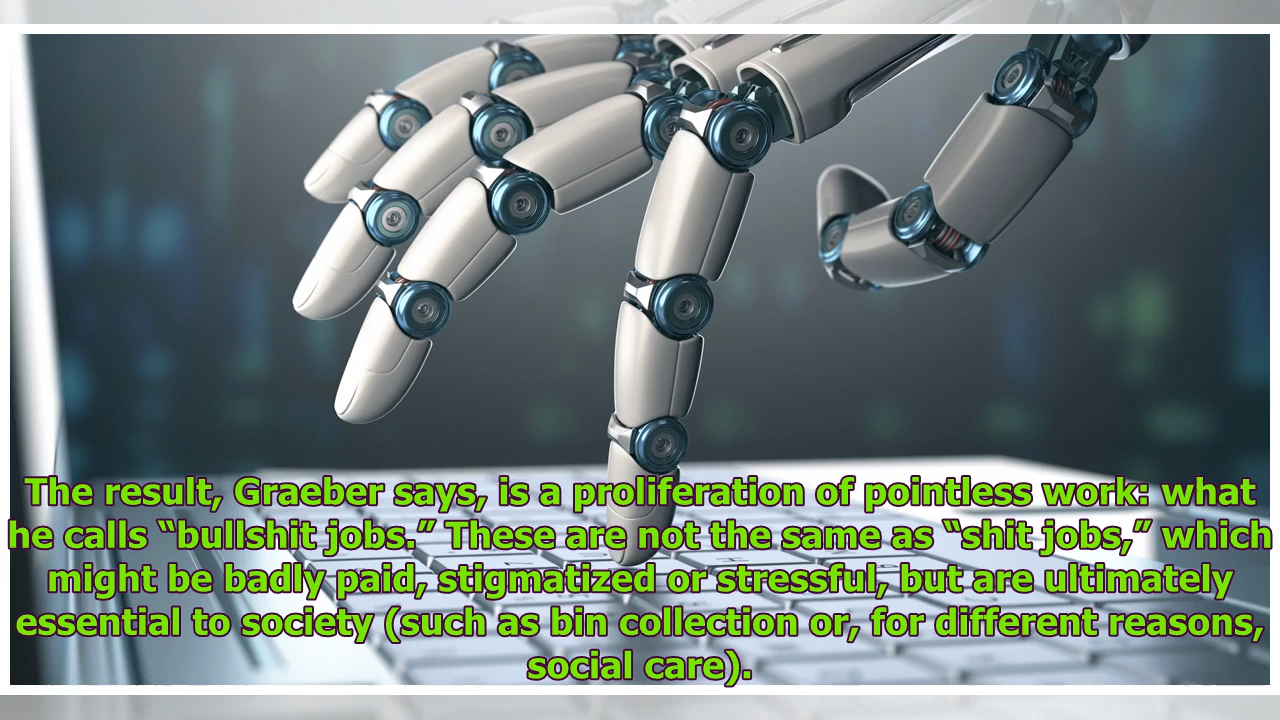 The result, Graeber says, is a proliferation of pointless work: what
he calls “bullshit jobs.” These are not the same as “shit jobs,” which
might be badly paid, stigmatized or stressful, but are ultimately
essential to society (such as bin collection or, for different reasons,
social care).